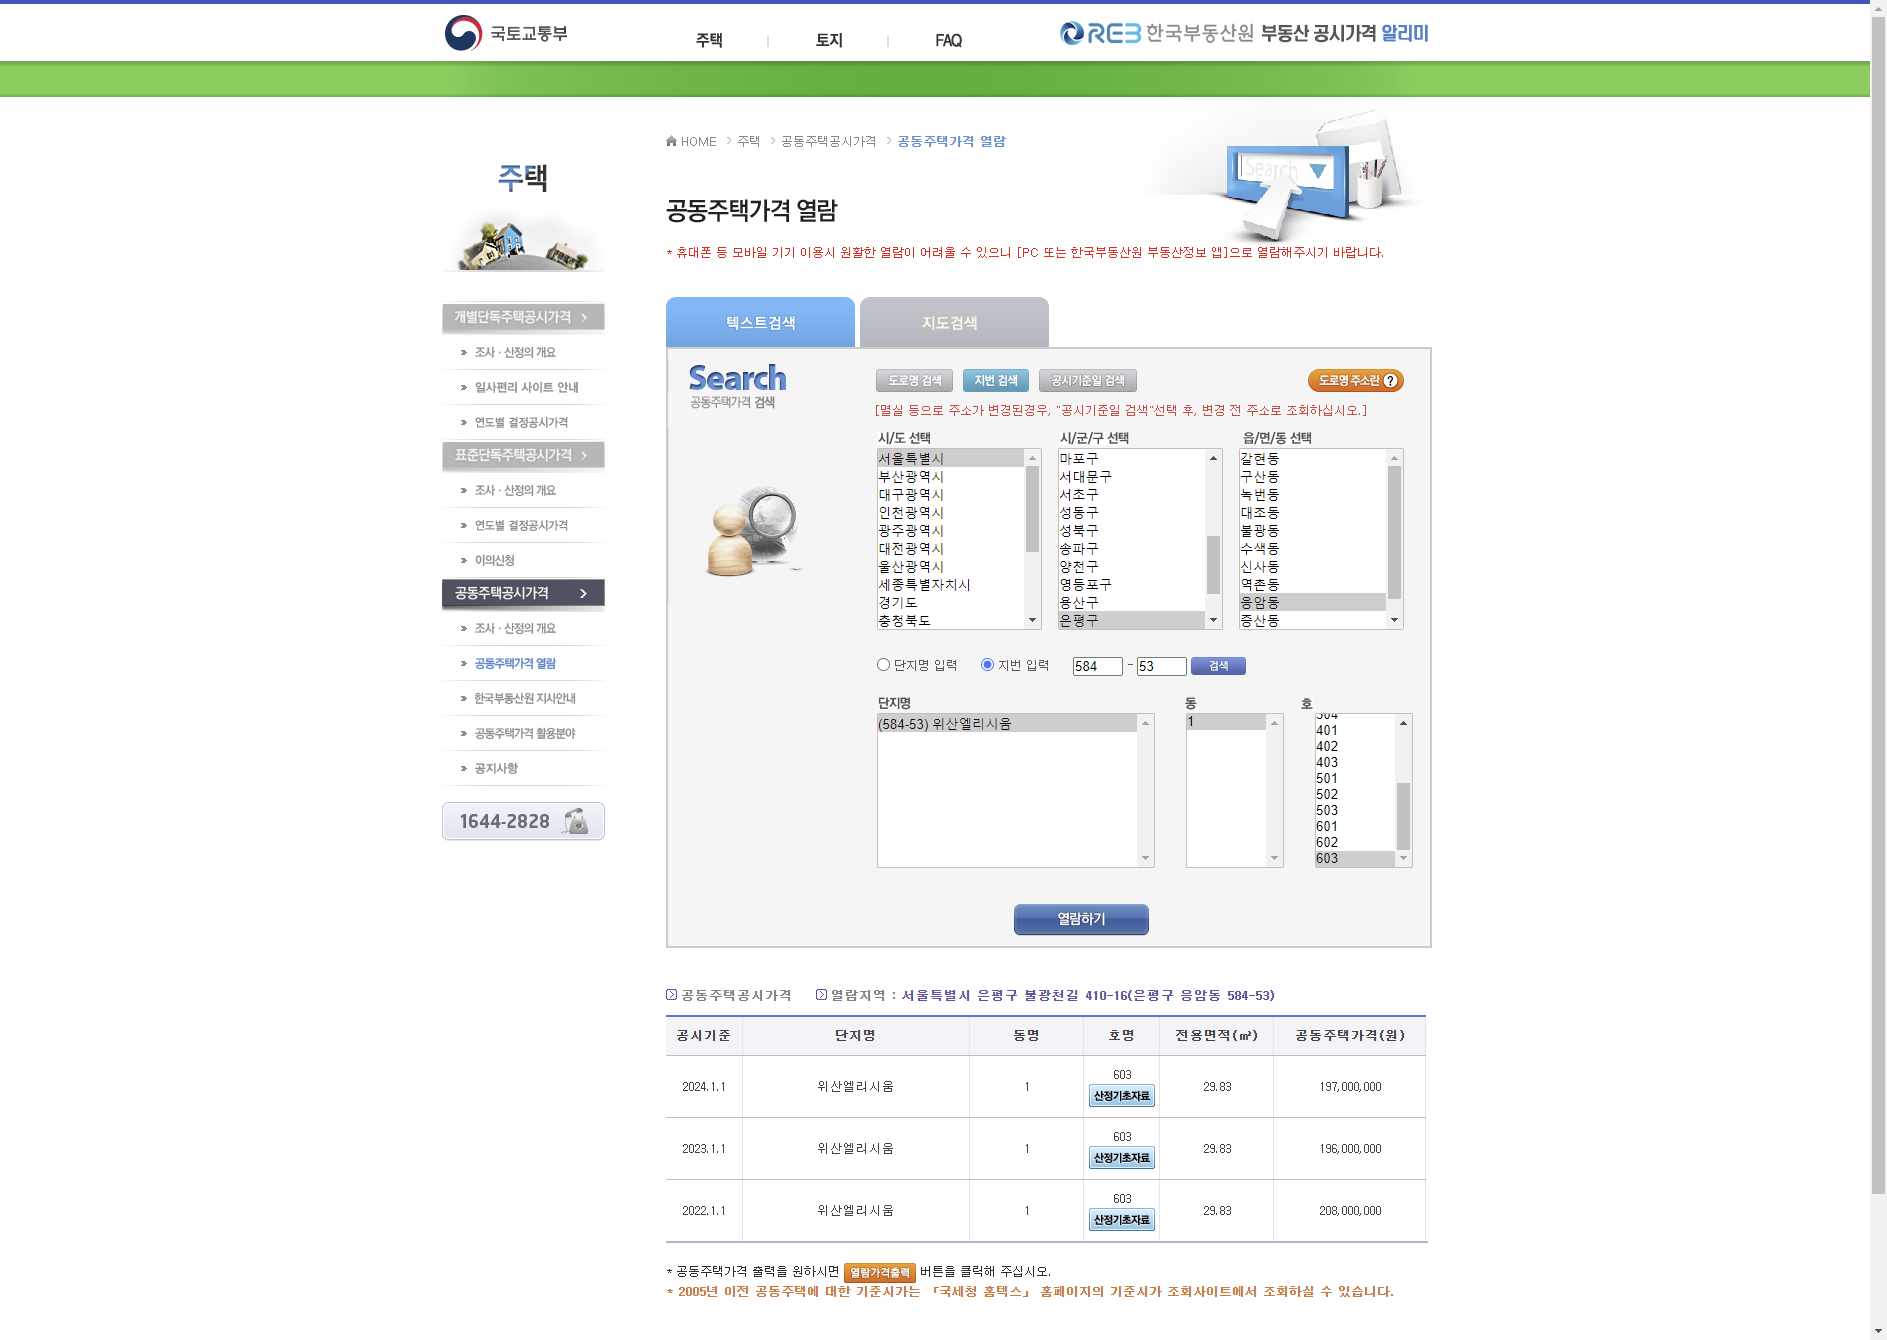 국토교통부
주택
토지
FAQ
REB 한국부동산원 부동산 공시가격 알리미
HOME > 주택 > 공동주택공시가격 > 공동주택가격 열람
주택
Search
공동주택가격 열람
* 휴대폰 등 모바일 기기 이용시 원활한 열람이 어려울 수 있으니 [PC 또는 한국부동산원 부동산정보 앱]으로 열람해주시기 바랍니다.
개별단독주택공시가격
조사 · 산정의 개요
일사편리 사이트 안내
연도별 결정공시가격
표준단독주택공시가격
조사 · 산정의 개요
연도별 결정공시가격
이의신청
공동주택공시가격
조사 · 산정의 개요
공동주택가격 열람
한국부동산원 지사안내
공동주택가격 활용분야
공지사항
1644-2828
텍스트검색
지도검색
Search
공동주택가격 검색
도로명 검색
지번 검색
공시기준일 검색
도로명 주소란 ?
[멸실 등으로 주소가 변경된경우, "공시기준일 검색"선택 후, 변경 전 주소로 조회하십시오.]
시/도 선택
서울특별시
부산광역시
대구광역시
인천광역시
광주광역시
대전광역시
울산광역시
세종특별자치시
경기도
충청북도
시/군/구 선택
마포구
서대문구
서초구
성동구
성북구
송파구
양천구
영등포구
용산구
은평구
읍/면/동 선택
갈현동
구산동
녹번동
대조동
불광동
수색동
신사동
역촌동
응암동
증산동
단지명 입력
지번 입력
584 - 53
검색
단지명
(584-53) 위산엘리시움
동
1
호
304
401
402
403
501
502
503
601
602
603
열람하기
공동주택공시가격
열람지역 : 서울특별시 은평구 불광천길 410-16(은평구 응암동 584-53)
공시기준 단지명 동명 호명 전용면적(㎡) 공동주택가격(원)
2024.1.1 위산엘리시움 1 603 산정기초자료 29.83 197,000,000
2023.1.1 위산엘리시움 1 603 산정기초자료 29.83 196,000,000
2022.1.1 위산엘리시움 1 603 산정기초자료 29.83 208,000,000
* 공동주택가격 출력을 원하시면 열람가격출력 버튼을 클릭해 주십시오.
* 2005년 이전 공동주택에 대한 기준시가는 「국세청 홈텍스」 홈페이지의 기준시가 조회사이트에서 조회하실 수 있습니다.